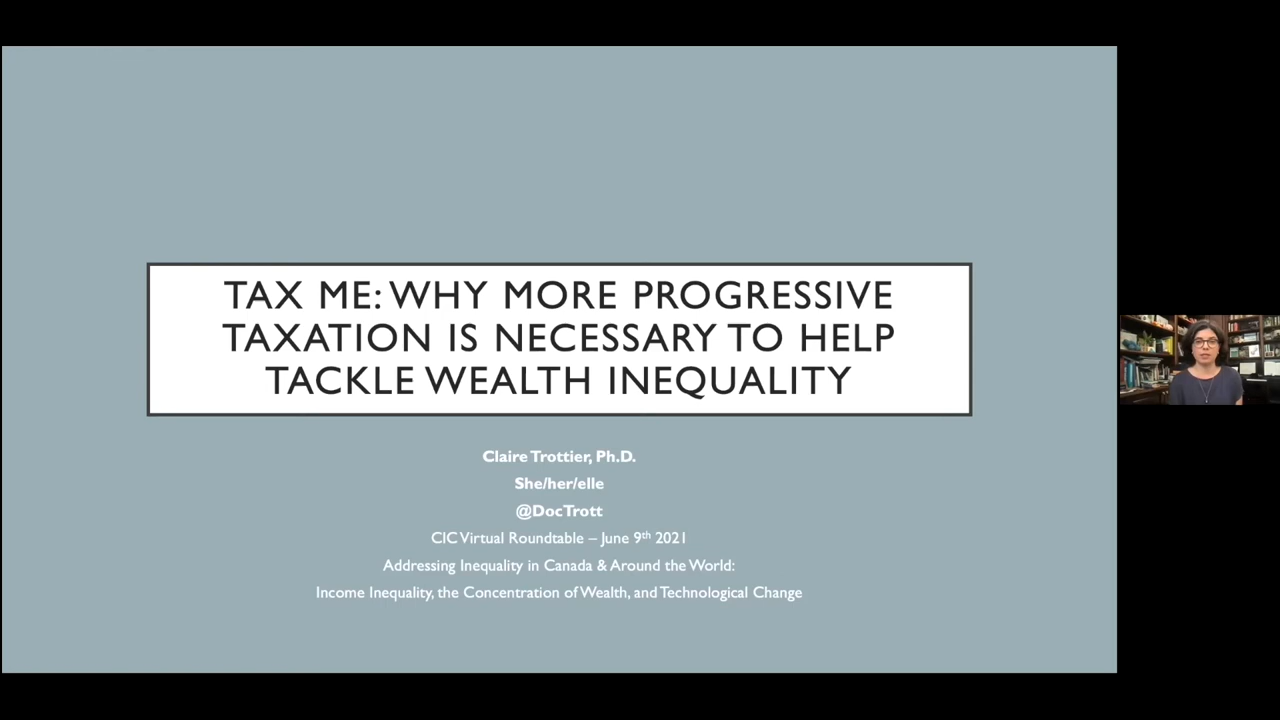 TAX ME: WHY MORE PROGRESSIVE
TAXATION IS NECESSARY TO HELP
TACKLE WEALTH INEQUALITY
Claire Trottier, Ph.D.
She/her/elle
@DocTrott
CIC Virtual Roundtable – June 9th 2021
Addressing Inequality in Canada & Around the World:
Income Inequality, the Concentration of Wealth, and Technological Change